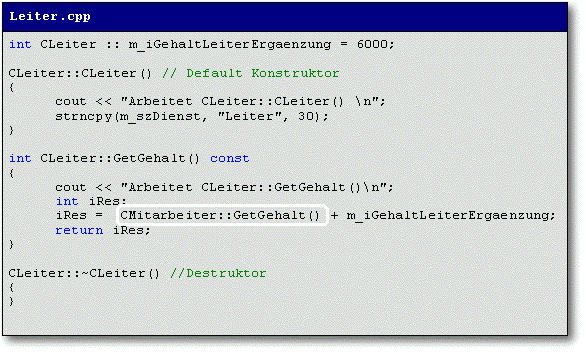 Leiter.cpp
int CLeiter :: m_iGehaltLeiterErgaenzung = 6000;
CLeiter::CLeiter() // Default Konstruktor
{
cout << "Arbeitet CLeiter::CLeiter() \n";
strncpy(m_szDienst, "Leiter", 30);
}
int CLeiter::GetGehalt() const
{
cout << "Arbeitet CLeiter::GetGehalt()\n";
int iRes;
iRes = CMitarbeiter::GetGehalt() + m_iGehaltLeiterErgaenzung;
return iRes;
}
CLeiter::~CLeiter() //Destruktor
{
}